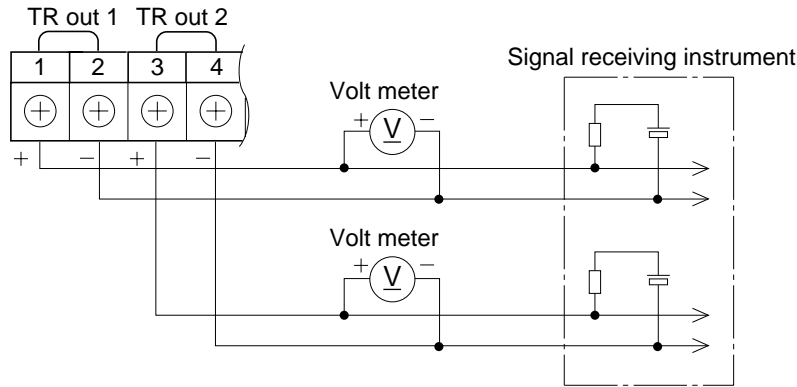 TR out 1 TR out 2
1 2 3 4
Signal receiving instrument
Volt meter
+ V −
+ − + −
Volt meter
+ V −